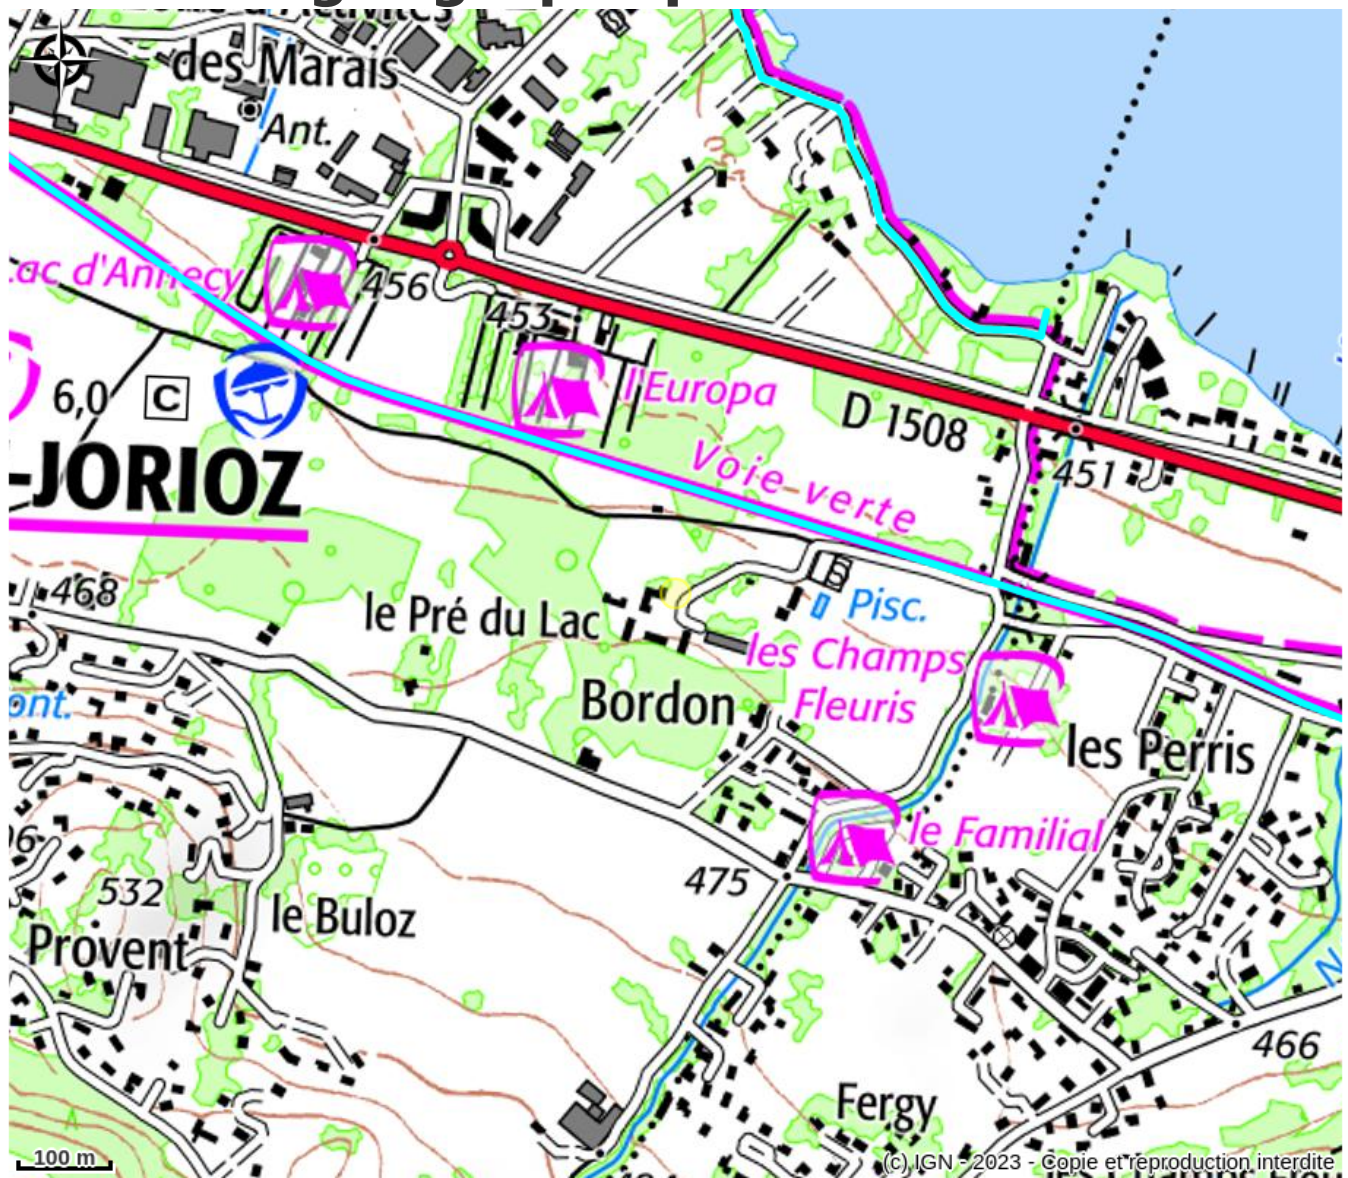 des Marais
Ant.
Lac d'Annecy
456
453
l'Europa
6,0
C
D 1508
-JORIOZ
Voie verte
451
468
le Pré du Lac
Pisc.
les Champs
Fleuris
Bordon
ont.
les Perris
le Familial
532
475
le Buloz
Provent
466
Fergy
100 m
(c) IGN - 2023 - Copie et reproduction interdite